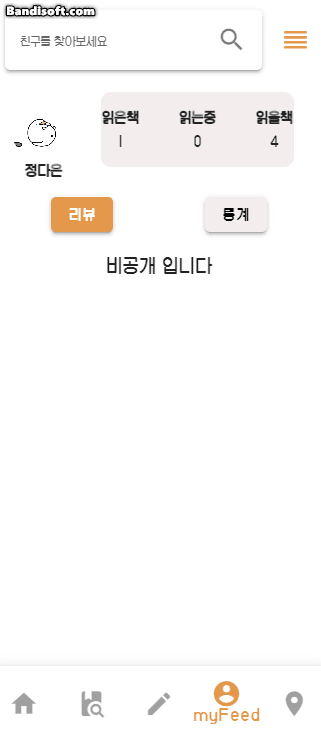 Bandisoft.com
친구를 찾아보세요
읽은책 읽는중 읽을책
1 0 4
정다은
리뷰 통계
비공개 입니다
myFeed